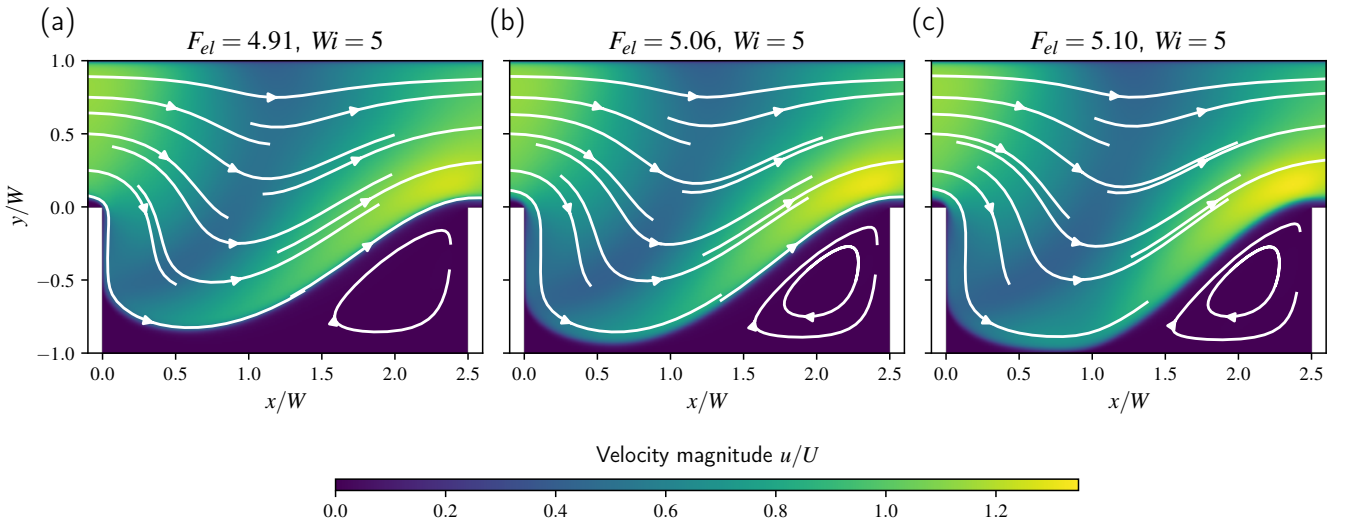 (a) (b) (c)
F_el = 4.91, Wi = 5 F_el = 5.06, Wi = 5 F_el = 5.10, Wi = 5
1.0
0.5
0.0
−0.5
−1.0
y/W
0.0 0.5 1.0 1.5 2.0 2.5 0.0 0.5 1.0 1.5 2.0 2.5 0.0 0.5 1.0 1.5 2.0 2.5
x/W x/W x/W
Velocity magnitude u/U
0.0 0.2 0.4 0.6 0.8 1.0 1.2